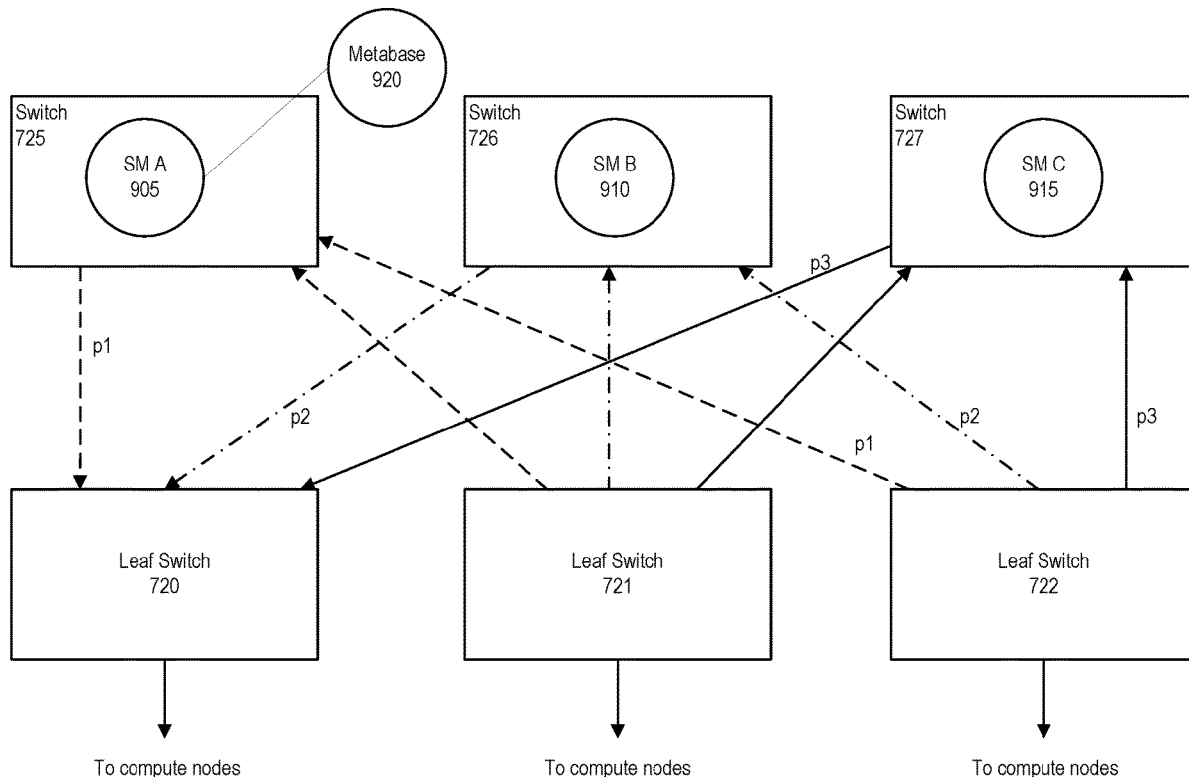 Metabase
920
Switch
725
Switch
726
Switch
727
SM A
905
SM B
910
SM C
915
p3
p1
p2
p1
p2
p3
Leaf Switch
720
Leaf Switch
721
Leaf Switch
722
To compute nodes
To compute nodes
To compute nodes